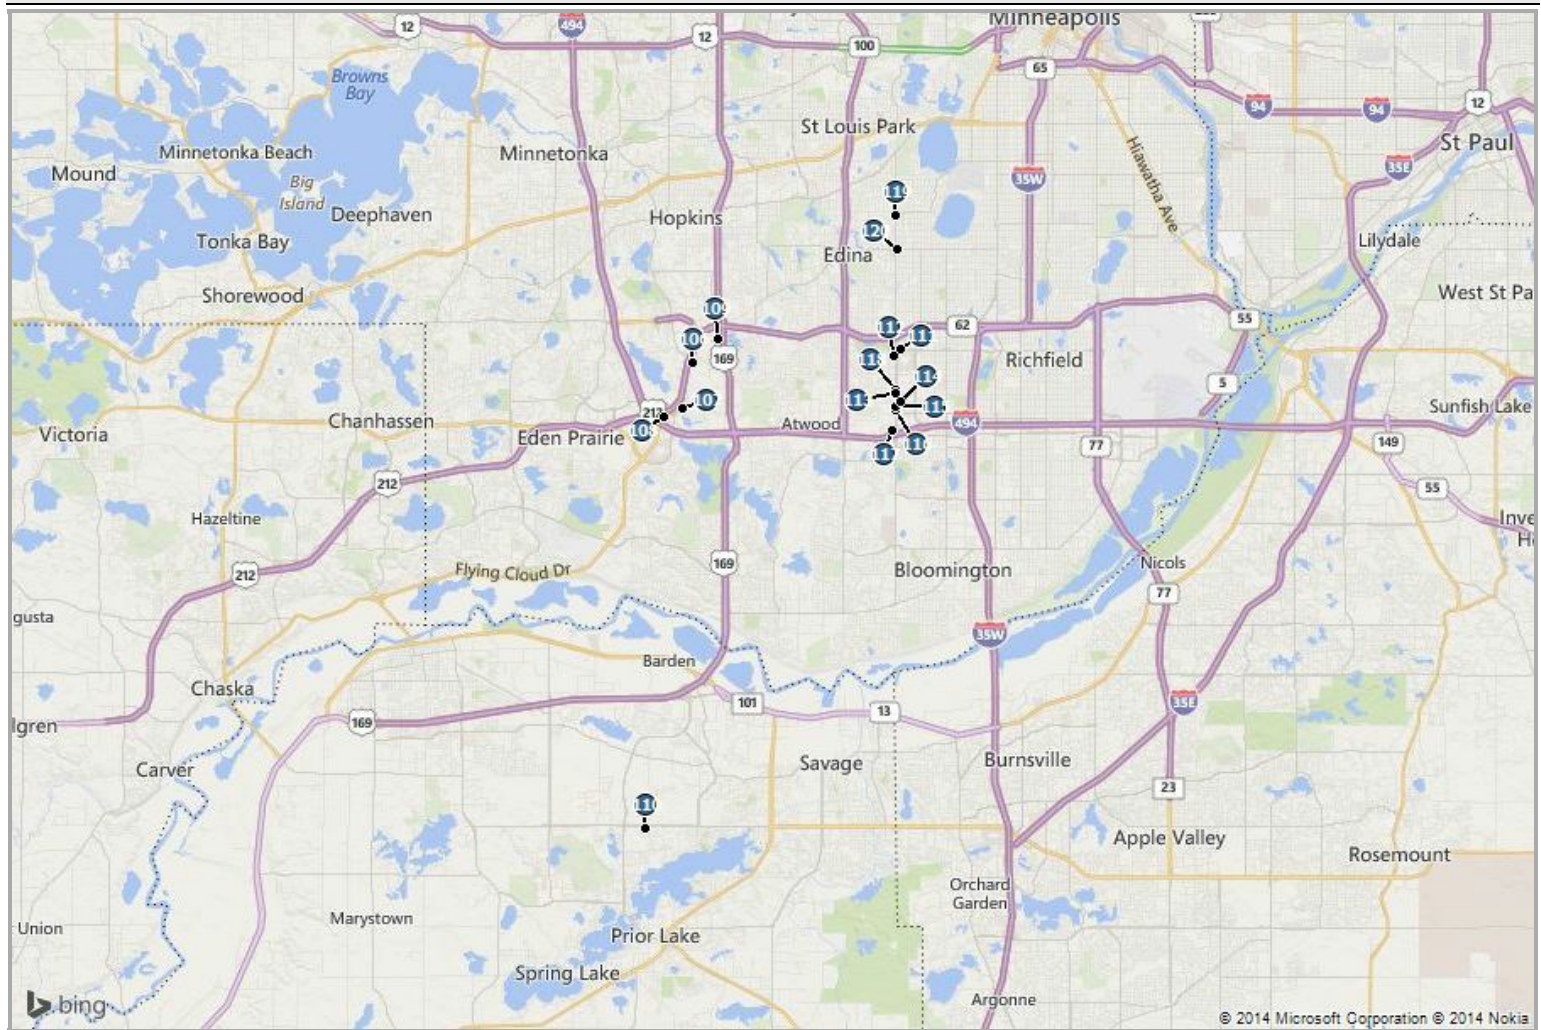 Minneapolis
12
494
12
100
65
Browns
Bay
94
94
12
St Louis Park
St Paul
Minnetonka Beach
Minnetonka
Hiawatha Ave
35E
Mound
35W
Big
Island
Deephaven
Hopkins
Tonka Bay
Edina
Lilydale
120
Shorewood
West St Pa
55
62
169
Richfield
5
212
Chanhassen
Atwood
494
Sunfish Lake
Victoria
Eden Prairie
77
149
212
55
Hazeltine
Inve
H
169
Flying Cloud Dr
Bloomington
Nicols
212
77
gusta
35W
Barden
Chaska
101
13
35E
lgren
169
Savage
Burnsville
Carver
23
Apple Valley
Rosemount
Orchard
Garden
Marystown
Union
Prior Lake
Spring Lake
Argonne
bing
© 2014 Microsoft Corporation © 2014 Nokia